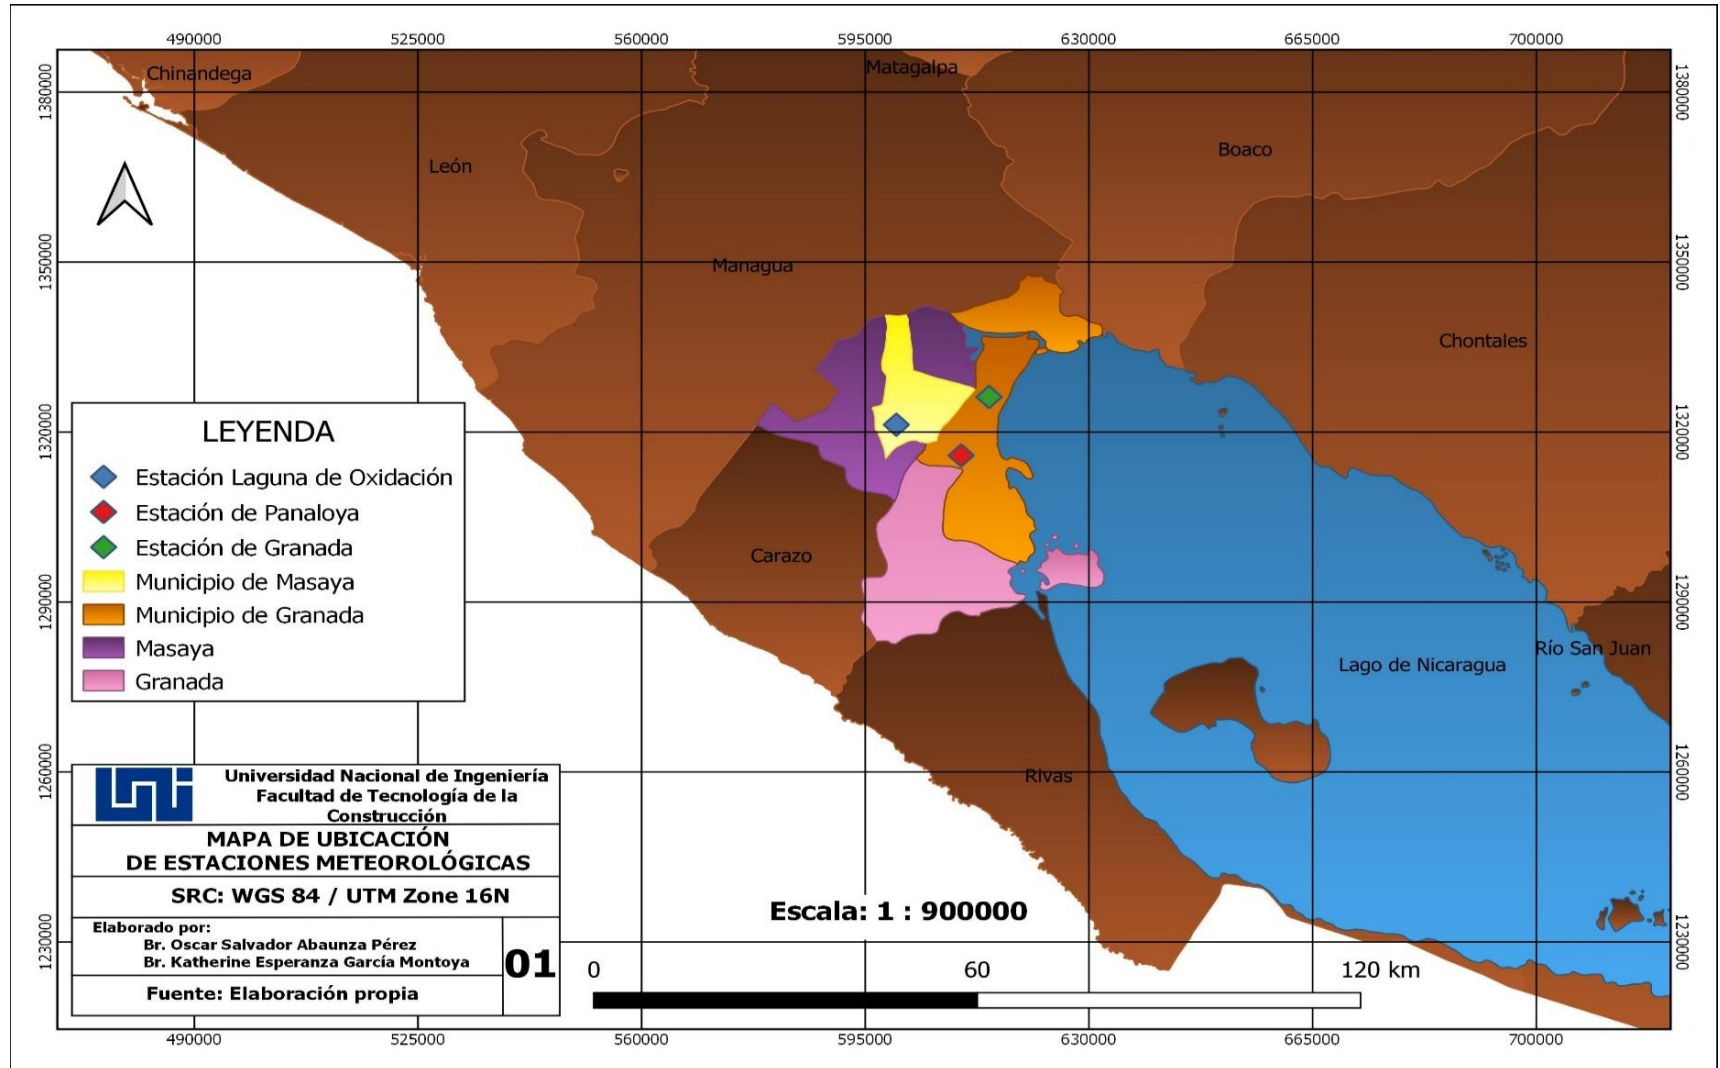 490000
525000
560000
595000
630000
665000
700000
1380000
1350000
1320000
1290000
1260000
1230000
1380000
1350000
1320000
1290000
1260000
1230000
Chinandega
Matagalpa
León
Boaco
Managua
Chontales
Carazo
Río San Juan
Lago de Nicaragua
Rivas
LEYENDA
Estación Laguna de Oxidación
Estación de Panaloya
Estación de Granada
Municipio de Masaya
Municipio de Granada
Masaya
Granada
Universidad Nacional de Ingeniería
Facultad de Tecnología de la
Construcción
MAPA DE UBICACIÓN
DE ESTACIONES METEOROLÓGICAS
SRC: WGS 84 / UTM Zone 16N
Elaborado por:
Br. Oscar Salvador Abaunza Pérez
Br. Katherine Esperanza García Montoya
01
Fuente: Elaboración propia
Escala: 1 : 900000
0 60 120 km
490000
525000
560000
595000
630000
665000
700000